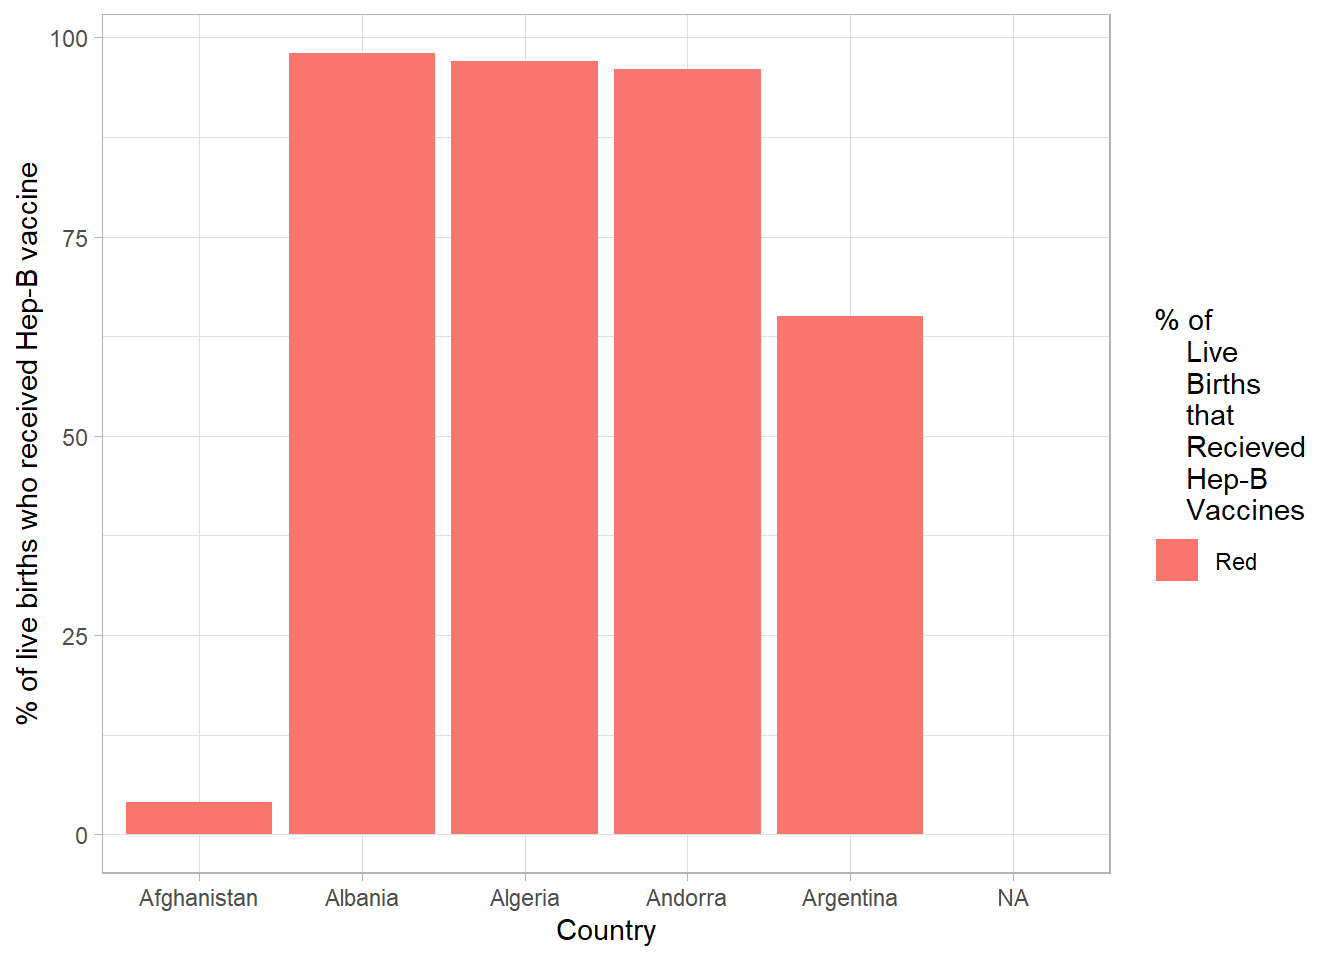 100
75
50
25
0
% of live births who received Hep-B vaccine
Afghanistan
Albania
Algeria
Andorra
Argentina
NA
Country
% of
Live
Births
that
Recieved
Hep-B
Vaccines
Red